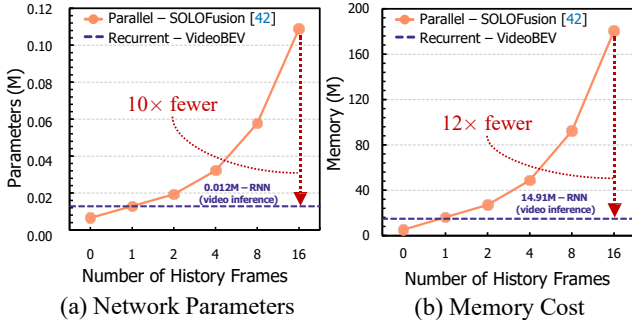 0.12
0.10
0.08
0.06
0.04
0.02
0.00
Parameters (M)
Parallel – SOLOFusion [42]
Recurrent – VideoBEV
10× fewer
0.012M – RNN
(video inference)
0 1 2 4 8 16
Number of History Frames
(a) Network Parameters
200
160
120
80
40
0
Memory (M)
Parallel – SOLOFusion [42]
Recurrent – VideoBEV
12× fewer
14.91M – RNN
(video inference)
0 1 2 4 8 16
Number of History Frames
(b) Memory Cost